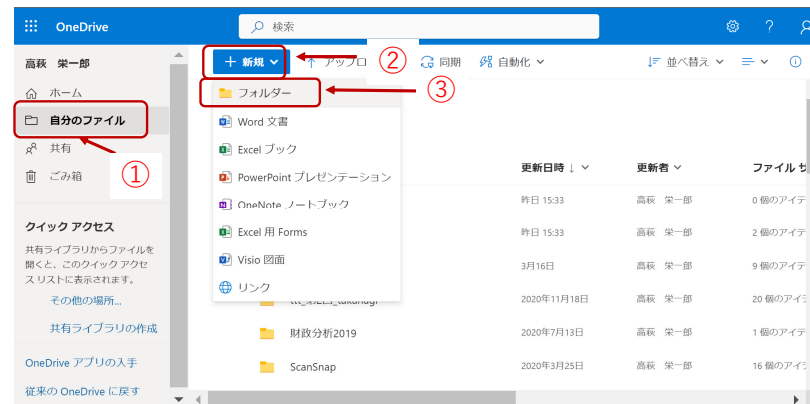 OneDrive
検索
?
高萩 栄一郎
ホーム
自分のファイル
共有
ごみ箱
①
クイック アクセス
共有ライブラリからファイルを
開くと、このクイック アクセ
ス リストに表示されます。
その他の場所...
共有ライブラリの作成
OneDrive アプリの入手
従来の OneDrive に戻す
+ 新規
アップロ
②
同期
自動化
並べ替え
フォルダー
③
Word 文書
Excel ブック
PowerPoint プレゼンテーション
OneNote ノートブック
Excel 用 Forms
Visio 図面
リンク
更新日時 ↓
更新者
ファイル サ
昨日 15:33 高萩 栄一郎 0 個のアイテ
昨日 15:33 高萩 栄一郎 2 個のアイテ
3月16日 高萩 栄一郎 9 個のアイテ
2020年11月18日 高萩 栄一郎 20 個のアイ
財政分析2019 2020年7月13日 高萩 栄一郎 1 個のアイテ
ScanSnap 2020年3月25日 高萩 栄一郎 16 個のアイ